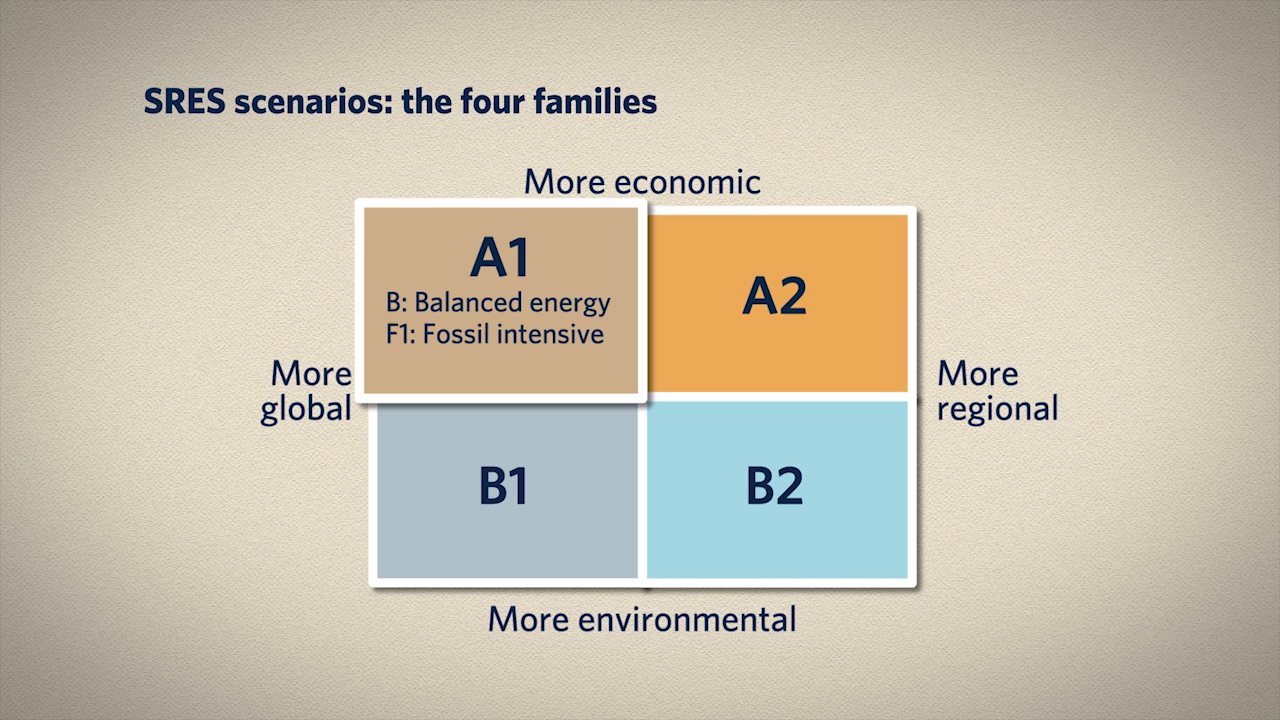 SRES scenarios: the four families
More economic
A1
B: Balanced energy
F1: Fossil intensive
A2
More
global
More
regional
B1
B2
More environmental